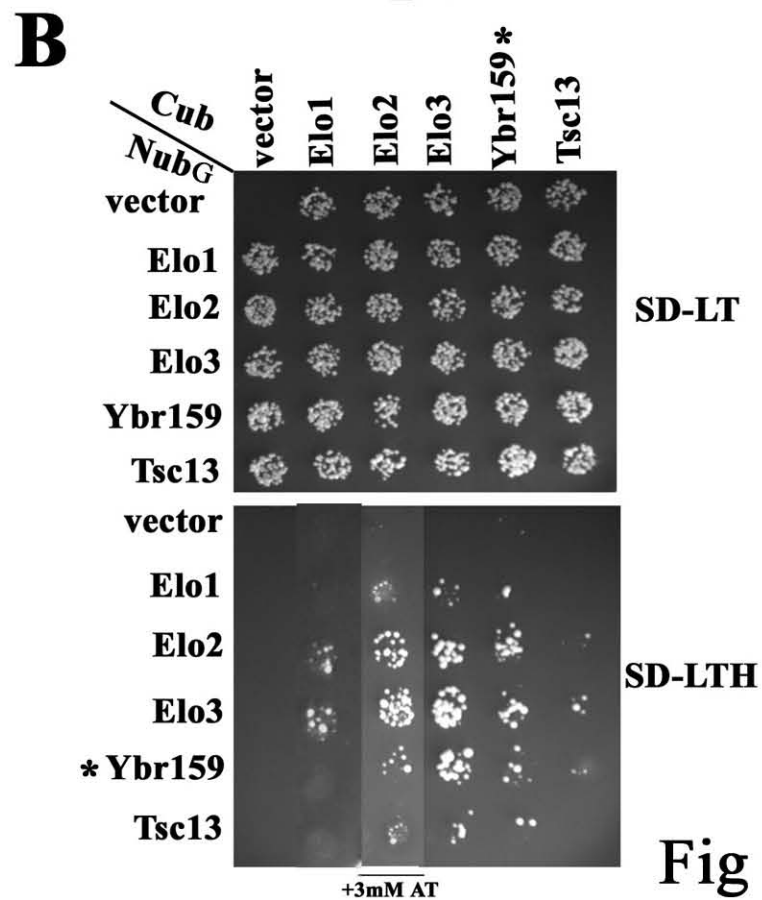 B
Cub
NubG
vector
Elo1
Elo2
Elo3
Ybr159*
Tsc13
vector
Elo1
Elo2
Elo3
Ybr159
Tsc13
SD-LT
vector
Elo1
Elo2
Elo3
* Ybr159
Tsc13
SD-LTH
+3mM AT
Fig